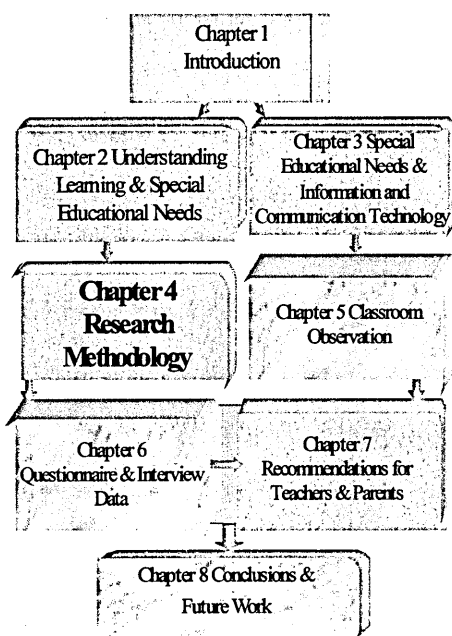 Chapter 1
Introduction
Chapter 2 Understanding
Learning & Special
Educational Needs
Chapter 3 Special
Educational Needs &
Information and
Communication Technology
Chapter 4
Research
Methodology
Chapter 5 Classroom
Observation
Chapter 6
Questionnaire & Interview
Data
Chapter 7
Recommendations for
Teachers & Parents
Chapter 8 Conclusions &
Future Work